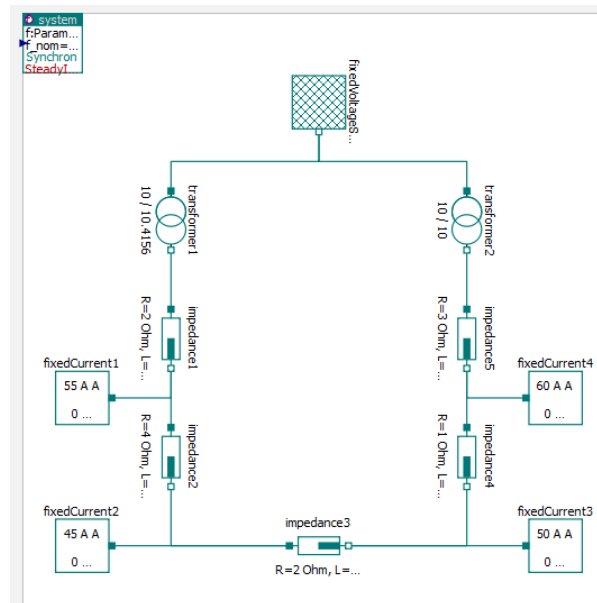 system
f:Param...
f_nom=...
Synchron
SteadyI...
fixedVoltageS...
transformer1
10 / 10.4156
transformer2
10 / 10
impedance1
R=2 Ohm, L=...
impedance5
R=3 Ohm, L=...
fixedCurrent1
55 A A
0 ...
fixedCurrent4
60 A A
0 ...
impedance2
R=4 Ohm, L=...
impedance4
R=1 Ohm, L=...
fixedCurrent2
45 A A
0 ...
impedance3
R=2 Ohm, L=...
fixedCurrent3
50 A A
0 ...